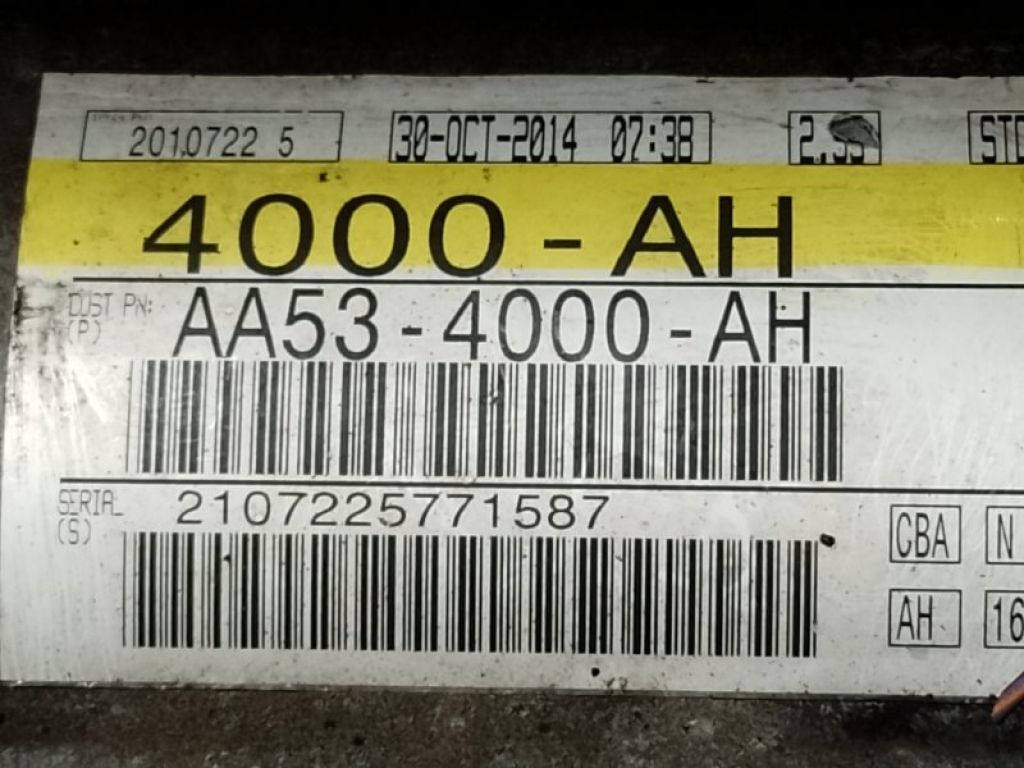 2010722 5 30-OCT-2014 07:38 STD
4000-AH
CUST PN: AA53-4000-AH
(P)
SERIAL 2107225771587
(S)
CBA N
AH 16